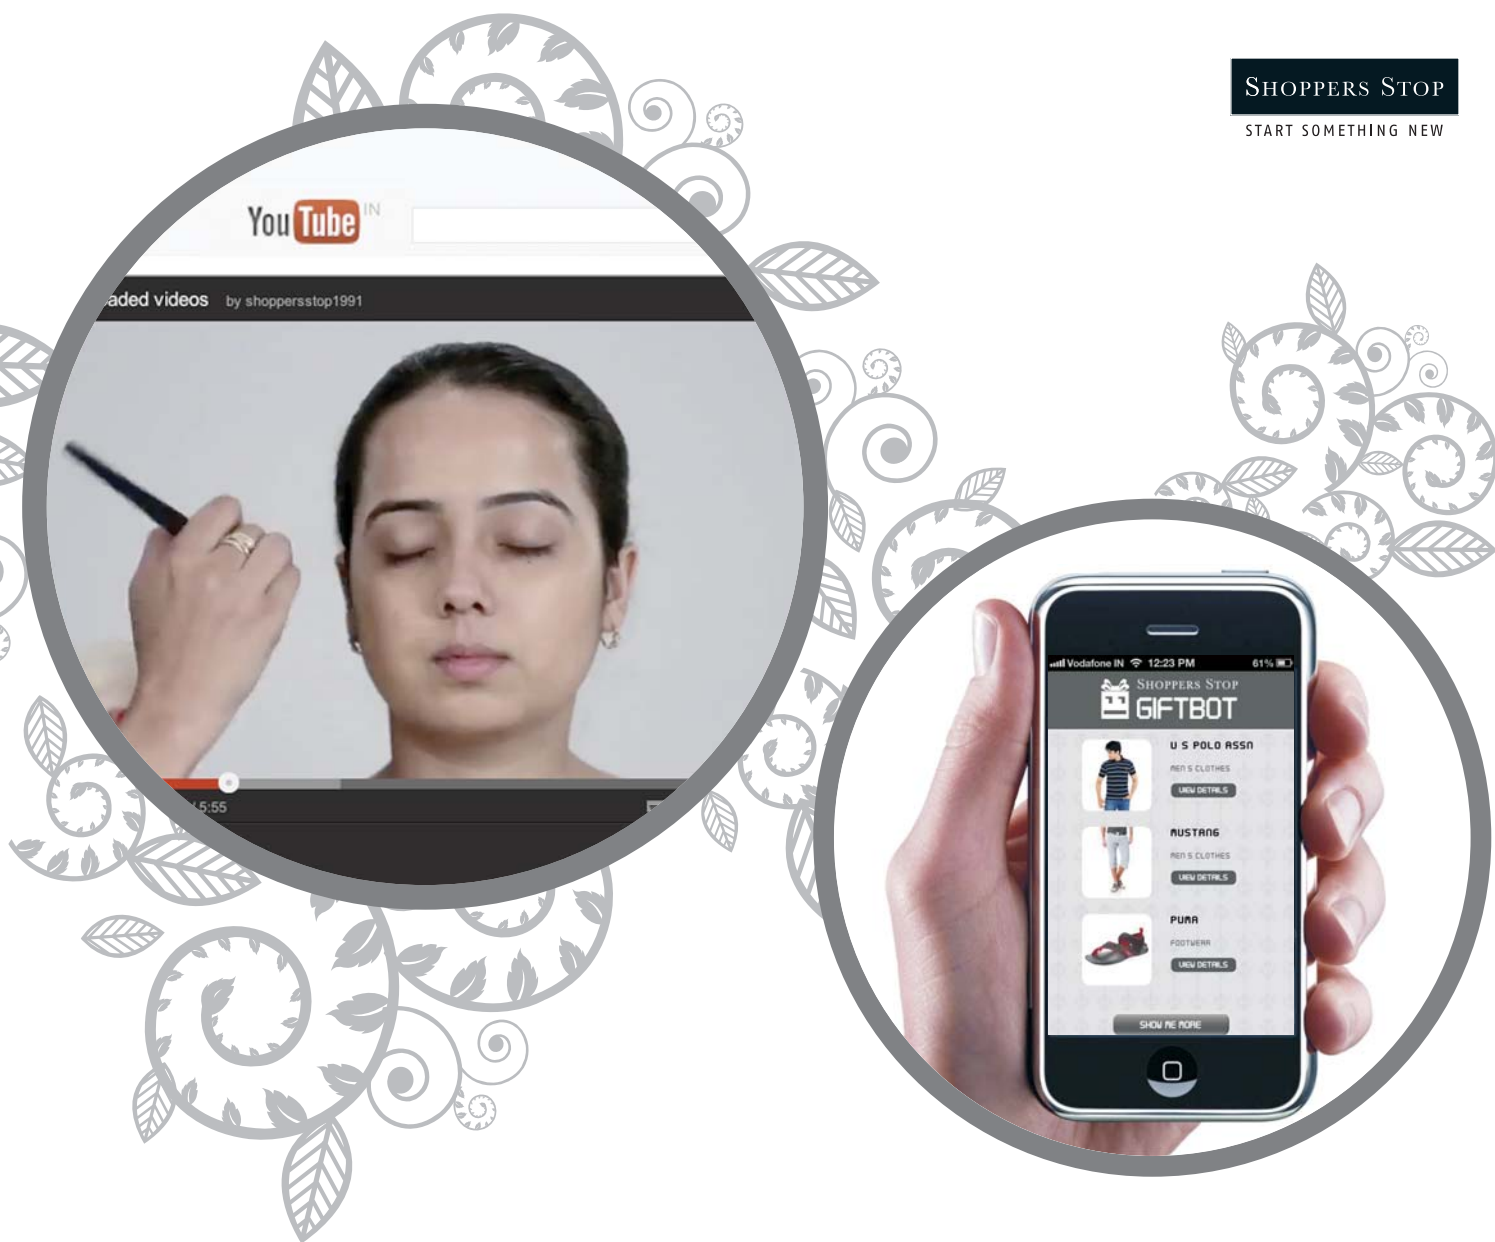 SHOPPERS STOP
START SOMETHING NEW
You Tube IN
aded videos by shoppersstop1991
/ 5:55
Vodafone IN 12:23 PM 61%
SHOPPERS STOP
GIFTBOT
U S POLO ASSN
MEN S CLOTHES
VIEW DETAILS
MUSTANG
MEN S CLOTHES
VIEW DETAILS
PUMA
FOOTWEAR
VIEW DETAILS
SHOW ME MORE